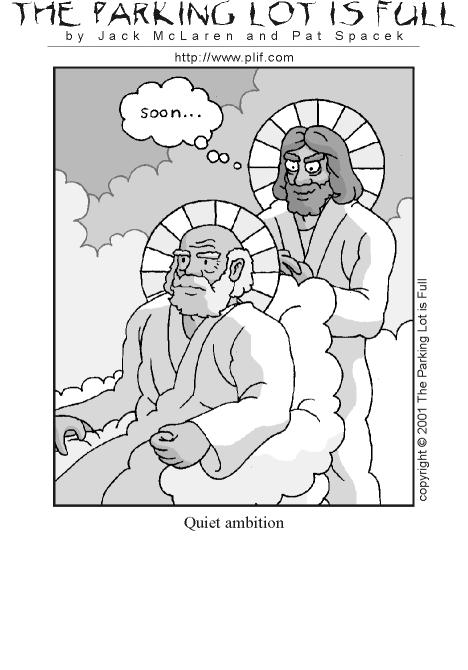 THE PARKING LOT IS FULL
by Jack McLaren and Pat Spacek
http://www.plif.com
soon...
copyright © 2001 The Parking Lot is Full
Quiet ambition